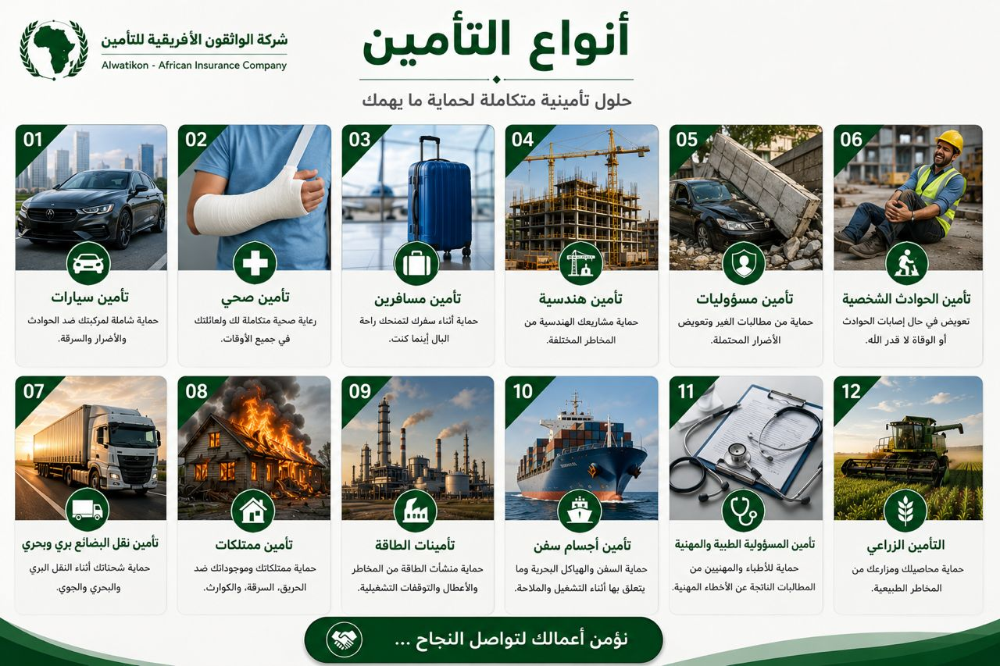 شركة الواثقون الأفريقية للتأمين
Alwatikon - African Insurance Company
أنواع التأمين
حلول تأمينية متكاملة لحماية ما يهمك
01
تأمين سيارات
حماية شاملة لمركبتك ضد الحوادث
والأضرار والسرقة.
02
تأمين صحي
رعاية صحية متكاملة لك ولعائلتك
في جميع الأوقات.
03
تأمين مسافرين
حماية أثناء سفرك لتمنحك راحة
البال أينما كنت.
04
تأمين هندسية
حماية مشاريعك الهندسية من
المخاطر المختلفة.
05
تأمين مسؤوليات
حماية من مطالبات الغير وتعويض
الأضرار المحتملة.
06
تأمين الحوادث الشخصية
تعويض في حال إصابات الحوادث
أو الوفاة لا قدر الله.
07
تأمين نقل البضائع بري وبحري
حماية شحناتك أثناء النقل البري
والبحري والجوي.
08
تأمين ممتلكات
حماية ممتلكاتك وموجوداتك ضد
الحريق، السرقة، والكوارث.
09
تأمينات الطاقة
حماية منشآت الطاقة من المخاطر
والأعطال والتوقفات التشغيلية.
10
تأمين أجسام سفن
حماية السفن والهياكل البحرية وما
يتعلق بها أثناء التشغيل والملاحة.
11
تأمين المسؤولية الطبية والمهنية
حماية للأطباء والمهنيين من
المطالبات الناتجة عن الأخطاء المهنية.
12
التأمين الزراعي
حماية محاصيلك ومزارعك من
المخاطر الطبيعية.
نؤمن أعمالك لتواصل النجاح ...